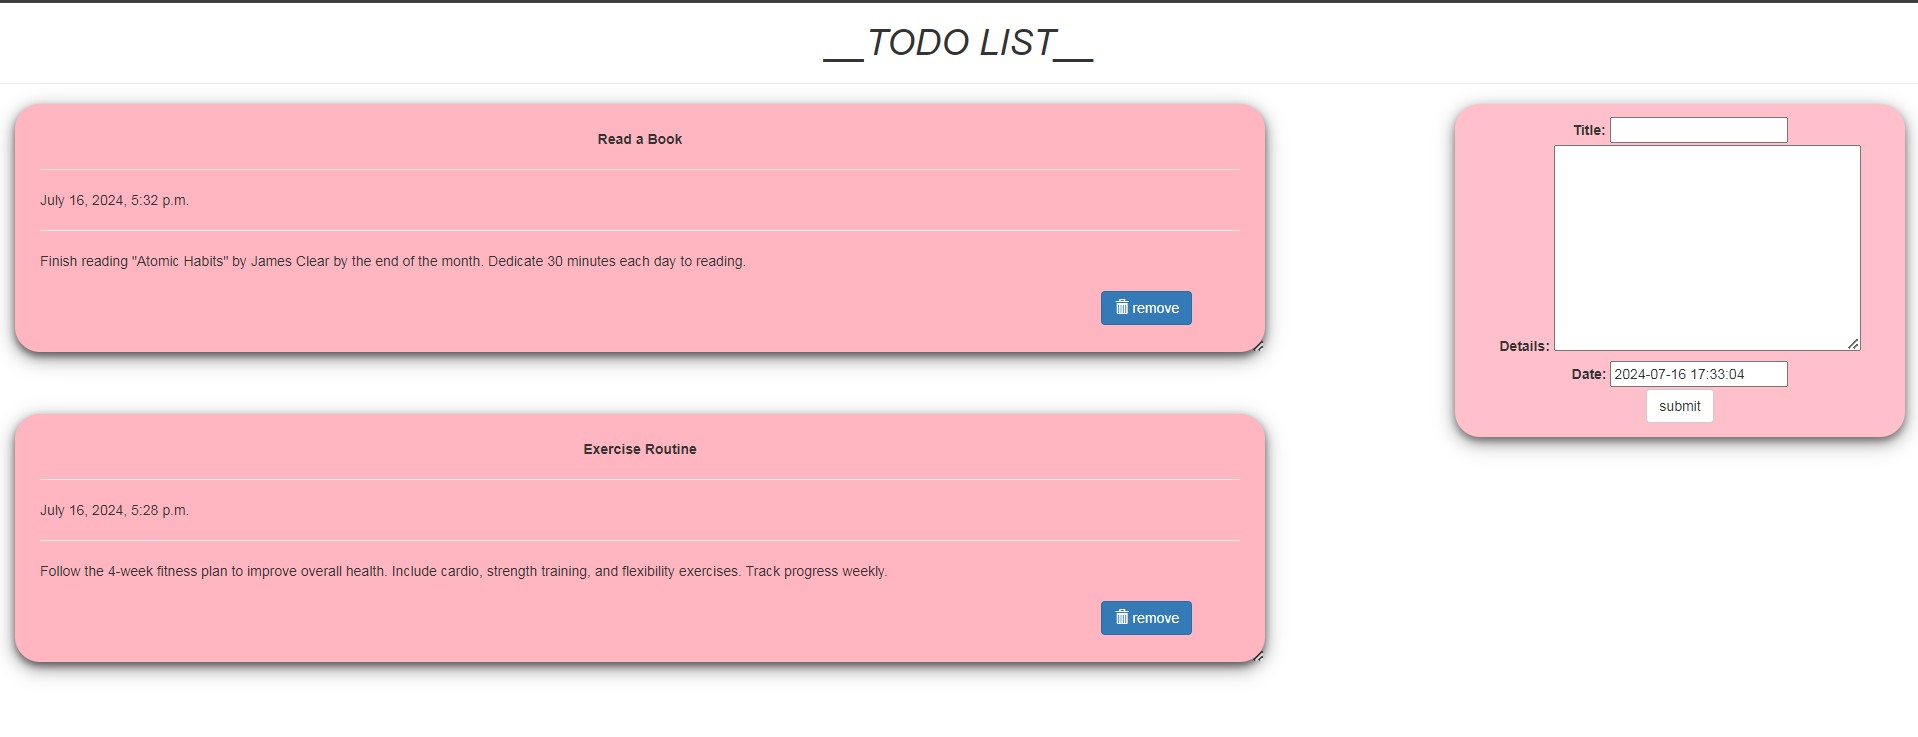 __TODO LIST__
Read a Book
July 16, 2024, 5:32 p.m.
Finish reading "Atomic Habits" by James Clear by the end of the month. Dedicate 30 minutes each day to reading.
remove
Exercise Routine
July 16, 2024, 5:28 p.m.
Follow the 4-week fitness plan to improve overall health. Include cardio, strength training, and flexibility exercises. Track progress weekly.
remove
Title:
Details:
Date: 2024-07-16 17:33:04
submit